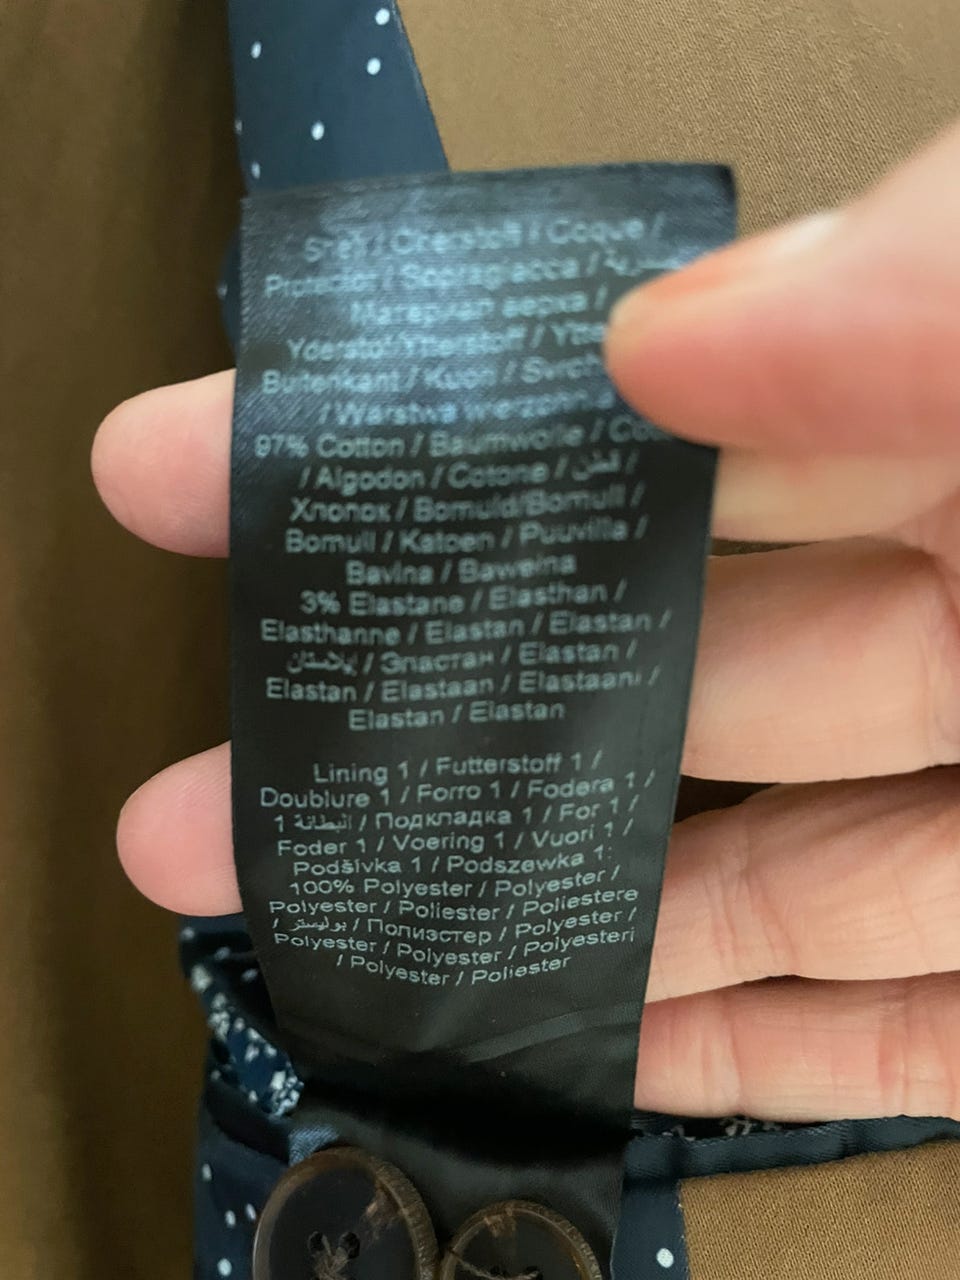 Shell / Oberstoff / Coque /
Protector / Sopragiacca /
Материал верха /
Yderstof/Ytterstoff /
Buitenkant / Kuori /
/ Warstwa wierzchnia
97% Cotton / Baumwolle /
/ Algodon / Cotone / قطن /
Хлопок / Bomuld/Bomull /
Bomull / Katoen / Puuvilla /
Bavlna / Bawełna
3% Elastane / Elasthan /
Elasthanne / Elastan / Elastan /
إيلاستان / Эластан / Elastan /
Elastan / Elastaan / Elastaani /
Elastan / Elastan
Lining 1 / Futterstoff 1 /
Doublure 1 / Forro 1 / Fodera 1 /
البطانة 1 / Подкладка 1 / For 1 /
Foder 1 / Voering 1 / Vuori 1 /
Podšívka 1 / Podszewka 1:
100% Polyester / Polyester /
Polyester / Poliester / Poliestere
/ بوليستر / Полиэстер / Polyester /
Polyester / Polyester / Polyesteri
/ Polyester / Poliester